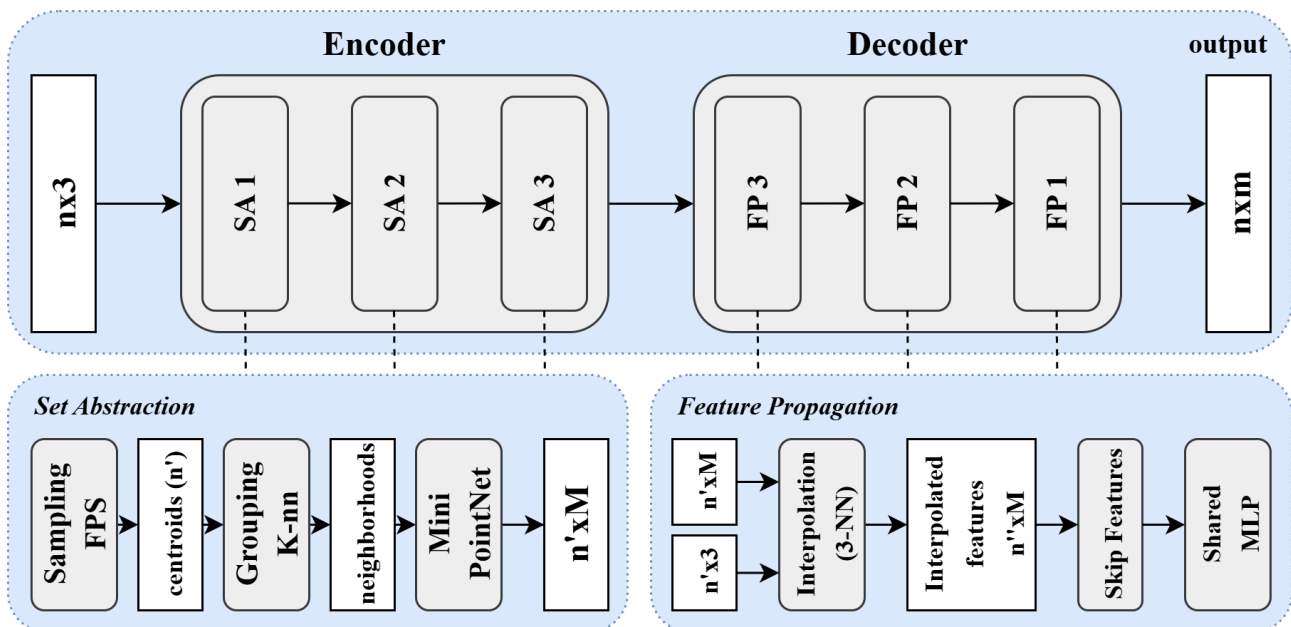 Encoder
Decoder
output
nx3
SA 1
SA 2
SA 3
FP 3
FP 2
FP 1
nxm
Set Abstraction
Sampling
FPS
centroids (n')
Grouping
K-nn
neighborhoods
Mini
PointNet
n'xM
Feature Propagation
n'xM
n'x3
Interpolation
(3-NN)
Interpolated
features
n''xM
Skip Features
Shared
MLP